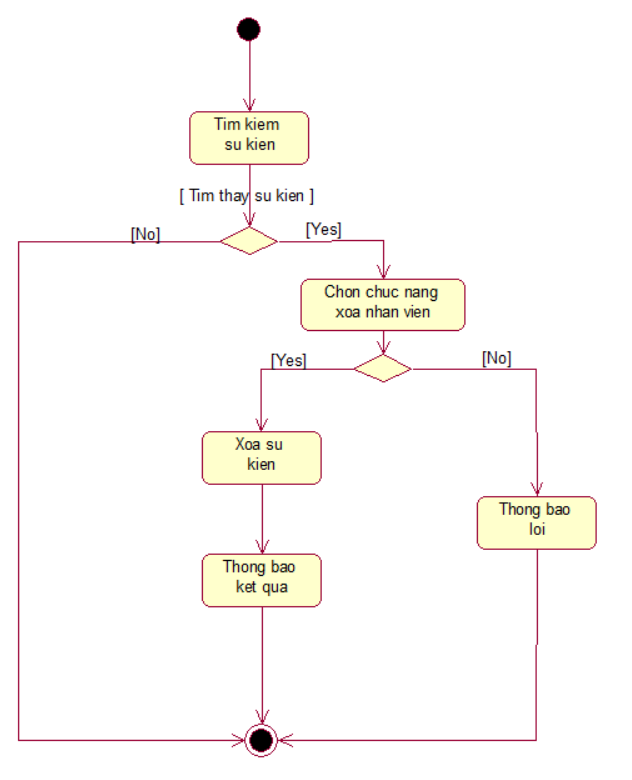 Tim kiem
su kien
[ Tim thay su kien ]
[No]
[Yes]
Chon chuc nang
xoa nhan vien
[Yes]
[No]
Xoa su
kien
Thong bao
loi
Thong bao
ket qua